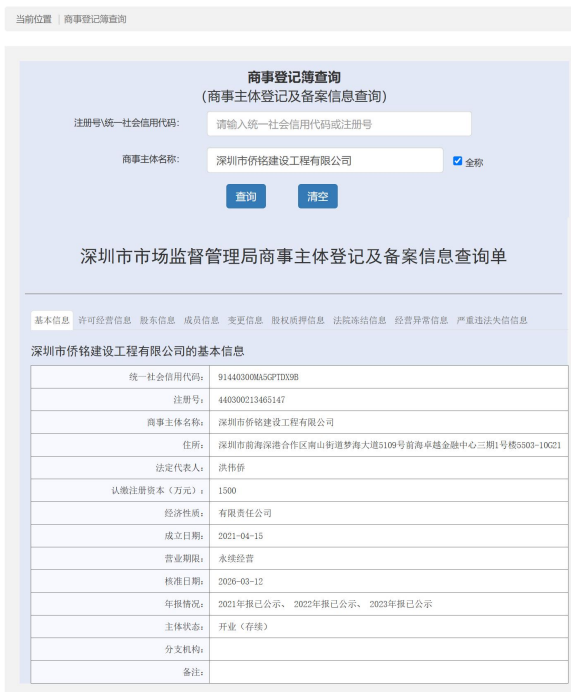 当前位置 | 商事登记簿查询
商事登记簿查询
（商事主体登记及备案信息查询）
注册号\统一社会信用代码：
请输入统一社会信用代码或注册号
商事主体名称：
深圳市侨铭建设工程有限公司
全称
查询 清空
深圳市市场监督管理局商事主体登记及备案信息查询单
基本信息 许可经营信息 股东信息 成员信息 变更信息 股权质押信息 法院冻结信息 经营异常信息 严重违法失信信息
深圳市侨铭建设工程有限公司的基本信息
统一社会信用代码： 91440300MA5GPTDX9B
注册号： 440300213465147
商事主体名称： 深圳市侨铭建设工程有限公司
住所： 深圳市前海深港合作区南山街道梦海大道5109号前海卓越金融中心三期1号楼5503-10G21
法定代表人： 洪伟侨
认缴注册资本（万元）： 1500
经济性质： 有限责任公司
成立日期： 2021-04-15
营业期限： 永续经营
核准日期： 2026-03-12
年报情况： 2021年报已公示、 2022年报已公示、 2023年报已公示
主体状态： 开业（存续）
分支机构：
备注：